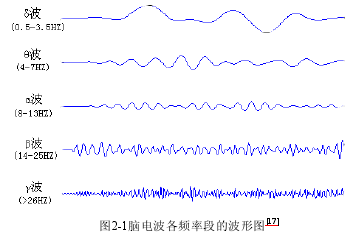 δ波
(0.5-3.5HZ)
θ波
(4-7HZ)
α波
(8-13HZ)
β波
(14-25HZ)
γ波
(>26HZ)
图2-1脑电波各频率段的波形图[17]